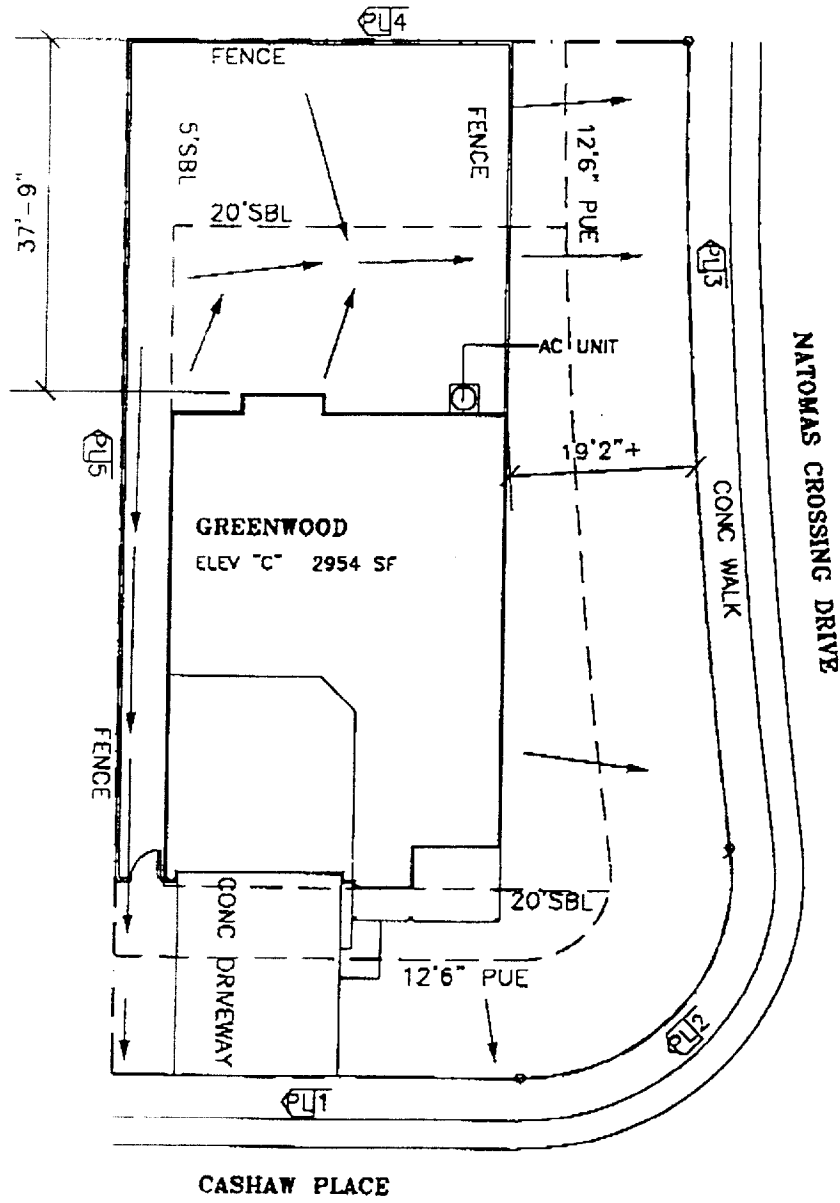 PL4
FENCE
37'-9"
5'SBL
FENCE
12'6" PUE
20'SBL
PL3
AC UNIT
NATOMAS CROSSING DRIVE
PL5
19'2"+
CONC WALK
GREENWOOD
ELEV "C" 2954 SF
FENCE
CONC DRIVEWAY
20'SBL
12'6" PUE
PL2
PL1
CASHAW PLACE